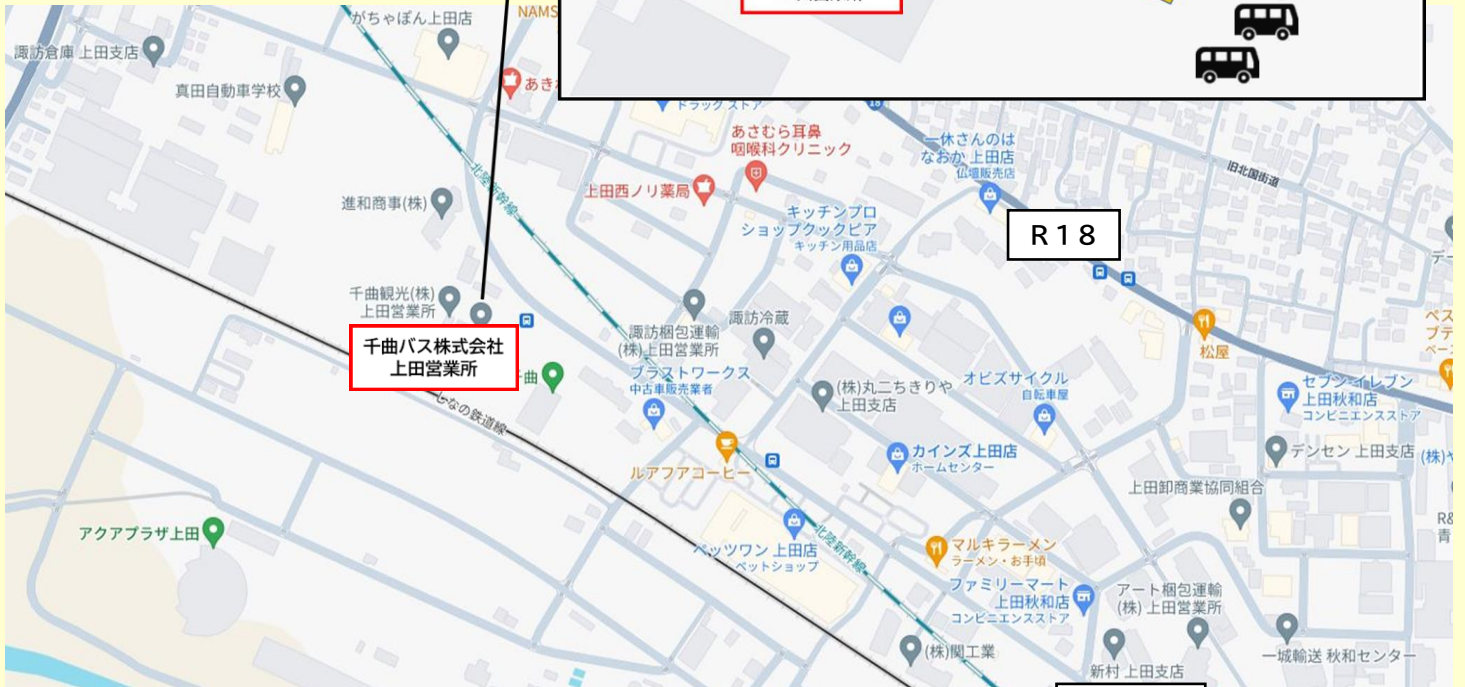 がちゃぽん上田店
NAMS
諏訪倉庫 上田支店
真田自動車学校
あき
ドラッグ ストア
18
あさむら耳鼻
咽喉科クリニック
一休さんのは
なおか 上田店
仏壇販売店
旧北国街道
上田西ノリ薬局
進和商事(株)
北陸新幹線
キッチンプロ
ショップクックピア
キッチン用品店
R18
千曲観光(株)
上田営業所
諏訪梱包運輸
(株)上田営業所
諏訪冷蔵
千曲バス株式会社
上田営業所
曲
松屋
ベス
ブテ
ベー
ブラストワークス
中古車販売業者
(株)丸二ちきりや
上田支店
オビズサイクル
自転車屋
セブン-イレブン
上田秋和店
コンビニエンスストア
しなの鉄道線
ルアフアコーヒー
カインズ上田店
ホームセンター
デンセン 上田支店
(株)
上田卸商業協同組合
アクアプラザ上田
ペッツワン 上田店
ペットショップ
北陸新幹線
マルキラーメン
ラーメン・お手頃
R&
青
ファミリーマート
上田秋和店
コンビニエンスストア
アート梱包運輸
(株) 上田営業所
(株)関工業
新村 上田支店
一城輸送 秋和センター